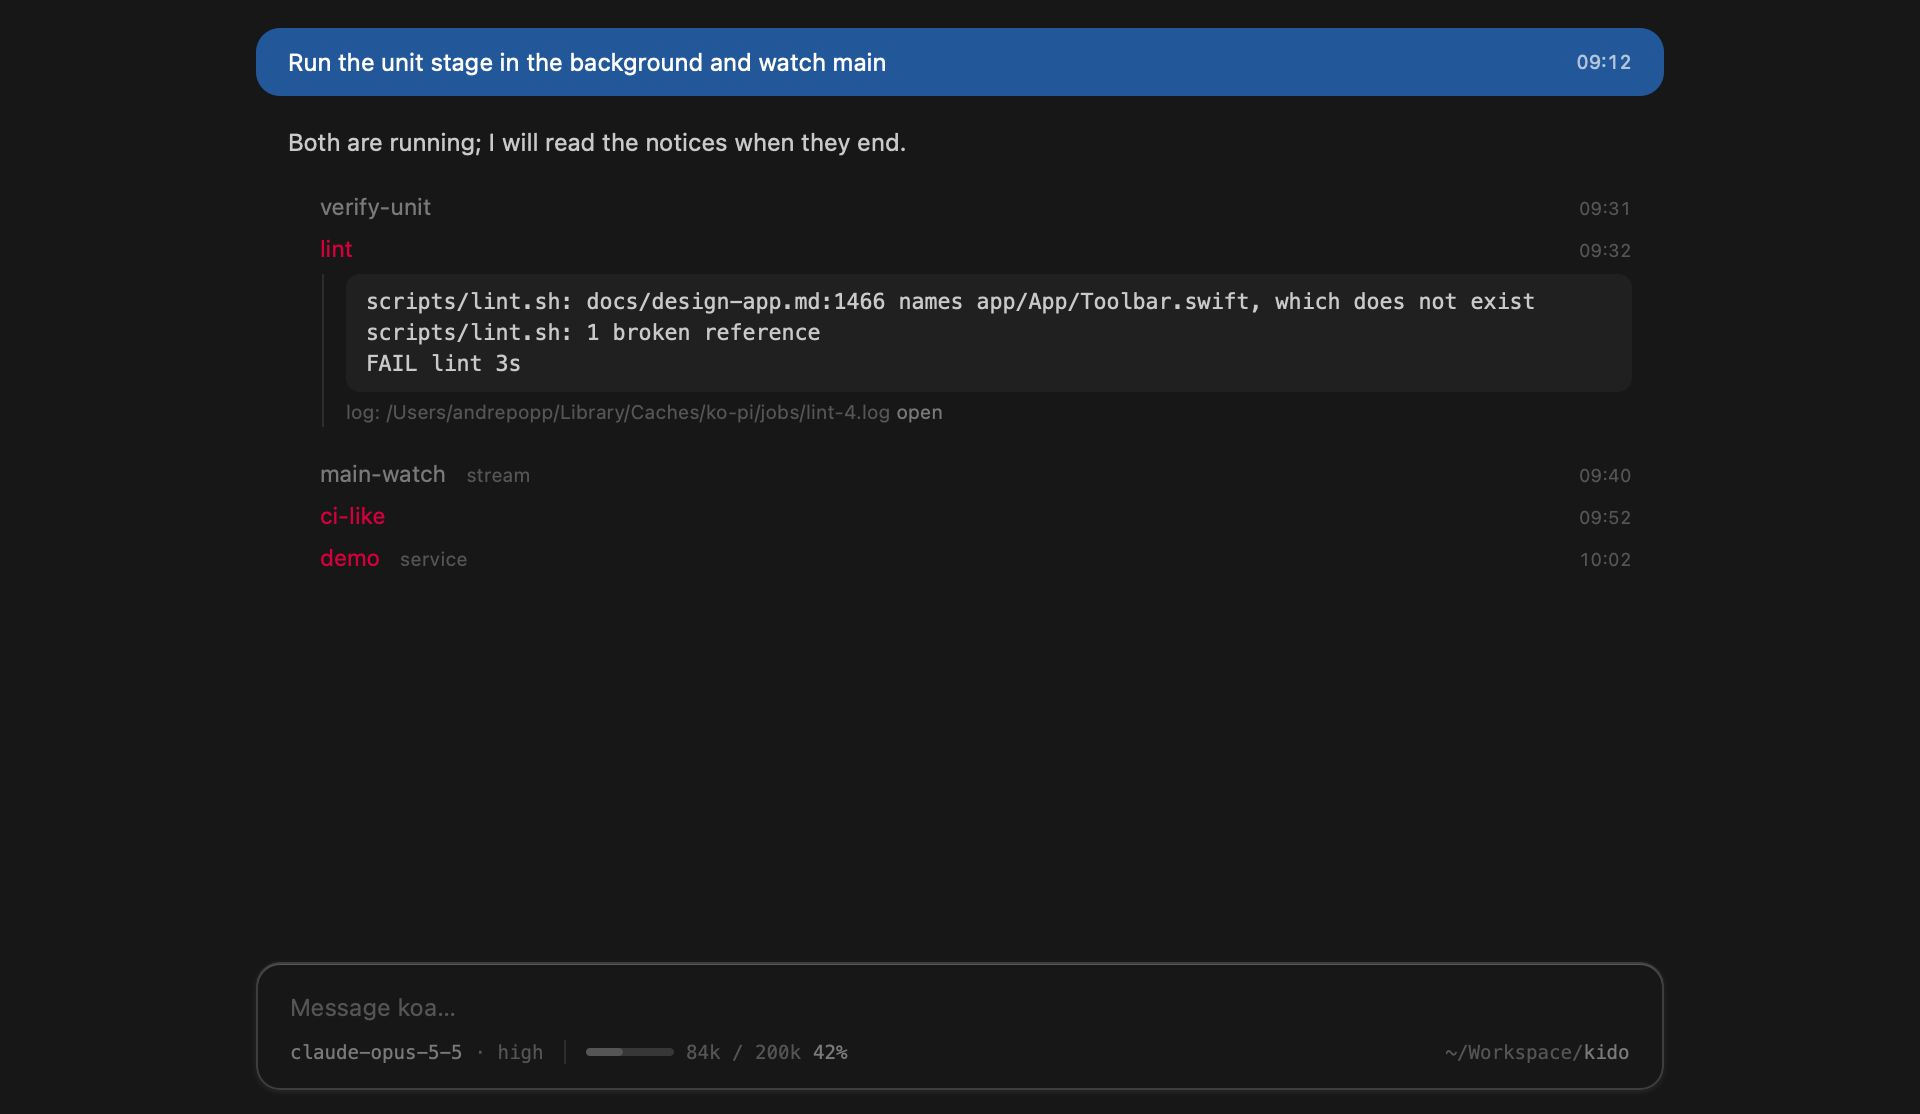 Run the unit stage in the background and watch main 09:12
Both are running; I will read the notices when they end.
verify-unit 09:31
lint 09:32
scripts/lint.sh: docs/design-app.md:1466 names app/App/Toolbar.swift, which does not exist
scripts/lint.sh: 1 broken reference
FAIL lint 3s
log: /Users/andrepopp/Library/Caches/ko-pi/jobs/lint-4.log open
main-watch stream 09:40
ci-like 09:52
demo service 10:02
Message koa...
claude-opus-5-5 · high 84k / 200k 42% ~/Workspace/kido